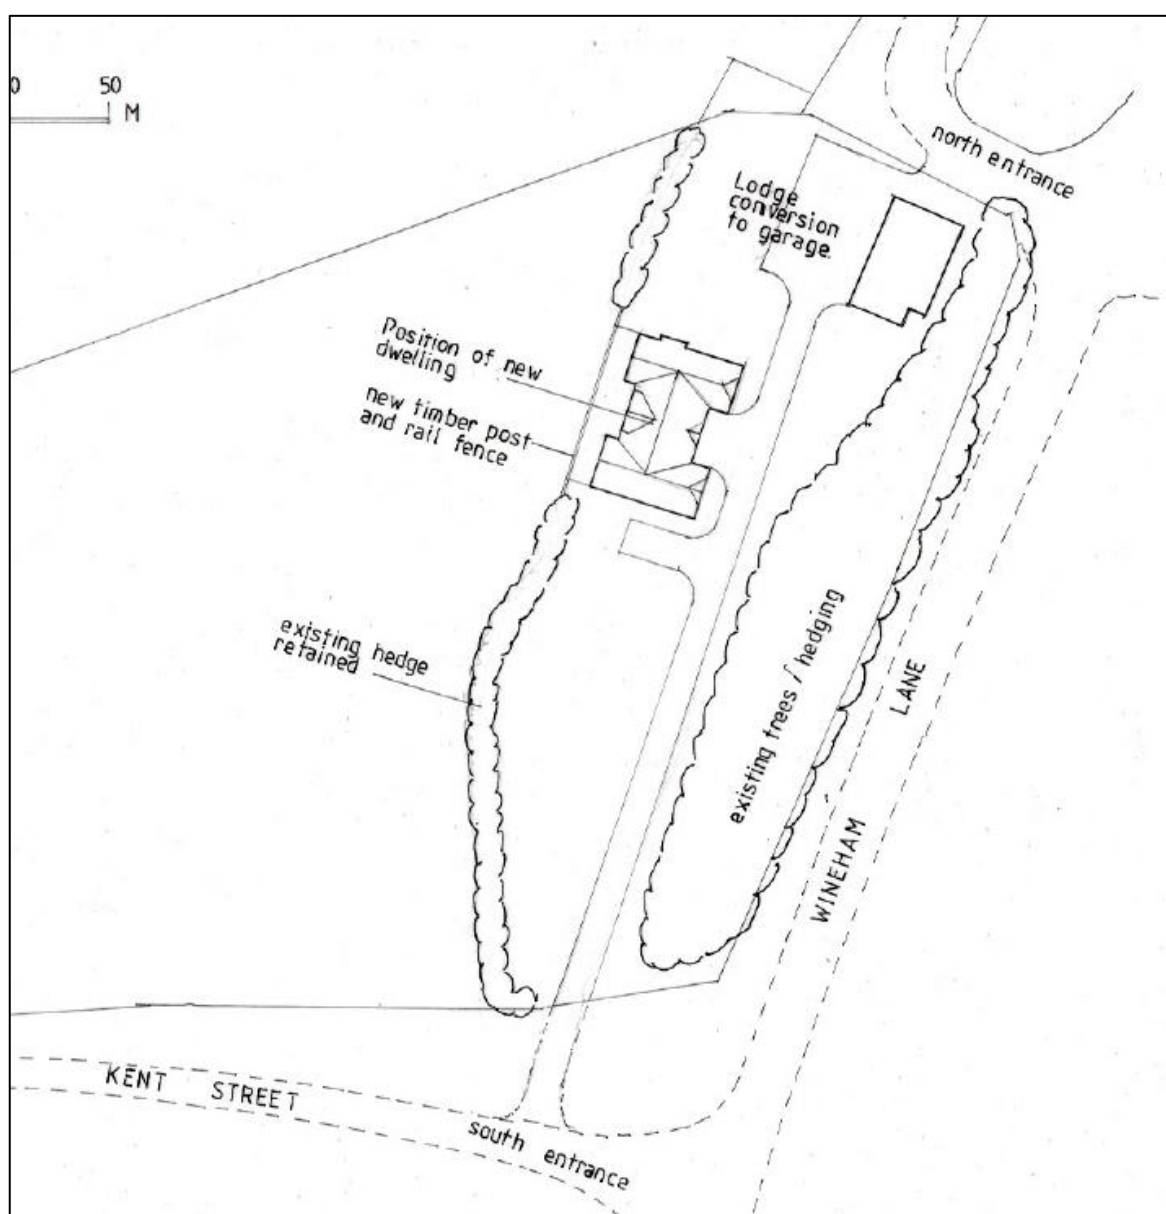 0 50
M
north entrance
Lodge
conversion
to garage.
Position of new
dwelling
new timber post
and rail fence
existing hedge
retained
existing trees / hedging
WINEHAM LANE
KENT STREET
south entrance